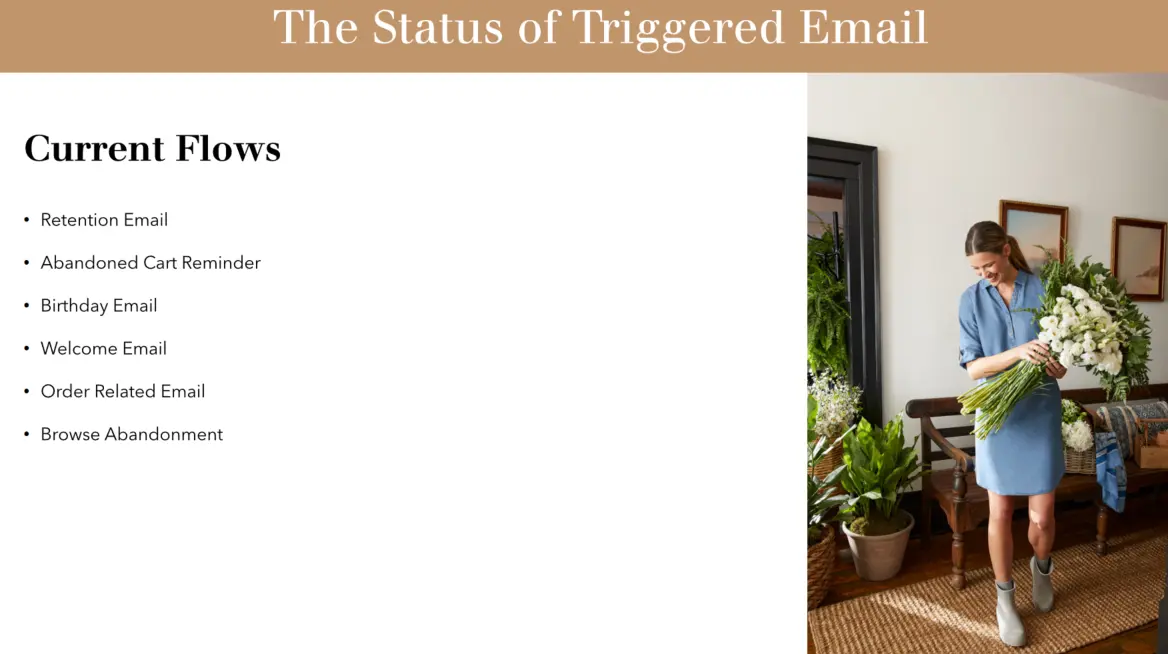 The Status of Triggered Email
Current Flows
• Retention Email
• Abandoned Cart Reminder
• Birthday Email
• Welcome Email
• Order Related Email
• Browse Abandonment